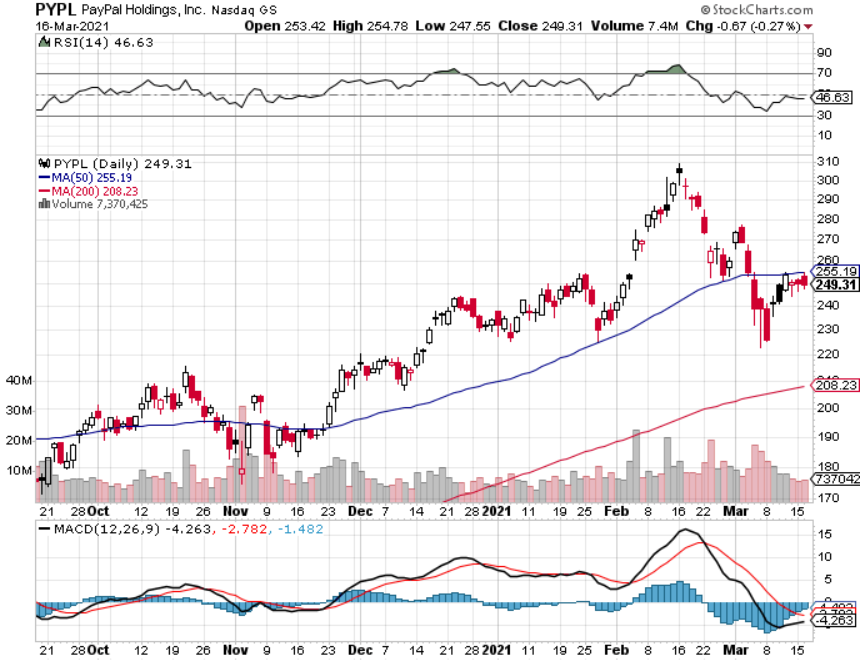 PYPL PayPal Holdings, Inc. Nasdaq GS © StockCharts.com
16-Mar-2021 Open 253.42 High 254.78 Low 247.55 Close 249.31 Volume 7.4M Chg -0.67 (-0.27%)
RSI(14) 46.63
90
70
46.63
30
10
PYPL (Daily) 249.31
MA(50) 255.19
MA(200) 208.23
Volume 7,370,425
310
300
290
280
270
260
255.19
249.31
240
230
220
208.23
200
190
180
737042
170
40M
30M
20M
10M
21 28 Oct 12 19 26 Nov 9 16 23 Dec 7 14 21 28 2021 11 19 25 Feb 8 16 22 Mar 8 15
MACD(12,26,9) -4.263, -2.782, -1.482
15
10
5
0
-4.263
21 28 Oct 12 19 26 Nov 9 16 23 Dec 7 14 21 28 2021 11 19 25 Feb 8 16 22 Mar 8 15